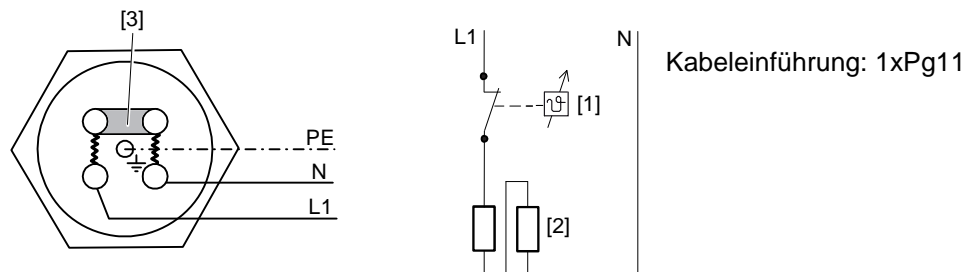 [3]
PE
N
L1
L1
N
[1]
[2]
ϑ
Kabeleinführung: 1xPg11